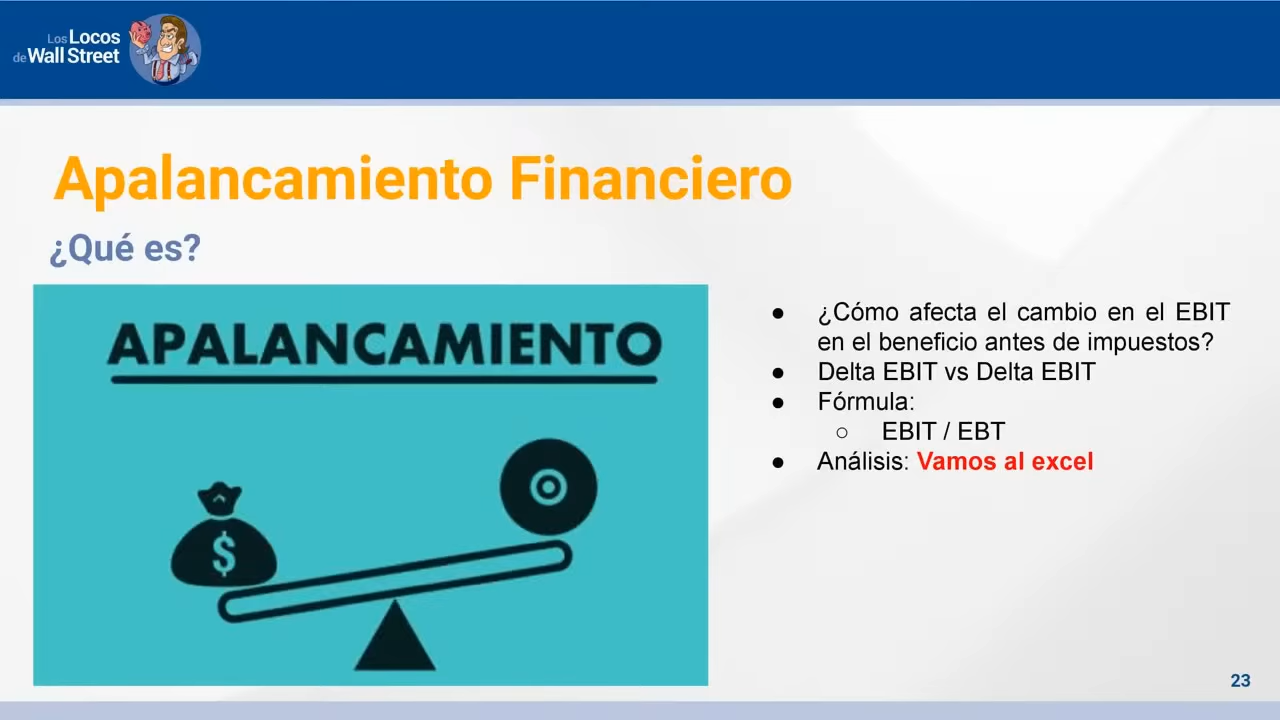 Los Locos
de Wall Street
Apalancamiento Financiero
¿Qué es?
APALANCAMIENTO
$
● ¿Cómo afecta el cambio en el EBIT
en el beneficio antes de impuestos?
● Delta EBIT vs Delta EBIT
● Fórmula:
○ EBIT / EBT
● Análisis: Vamos al excel
23